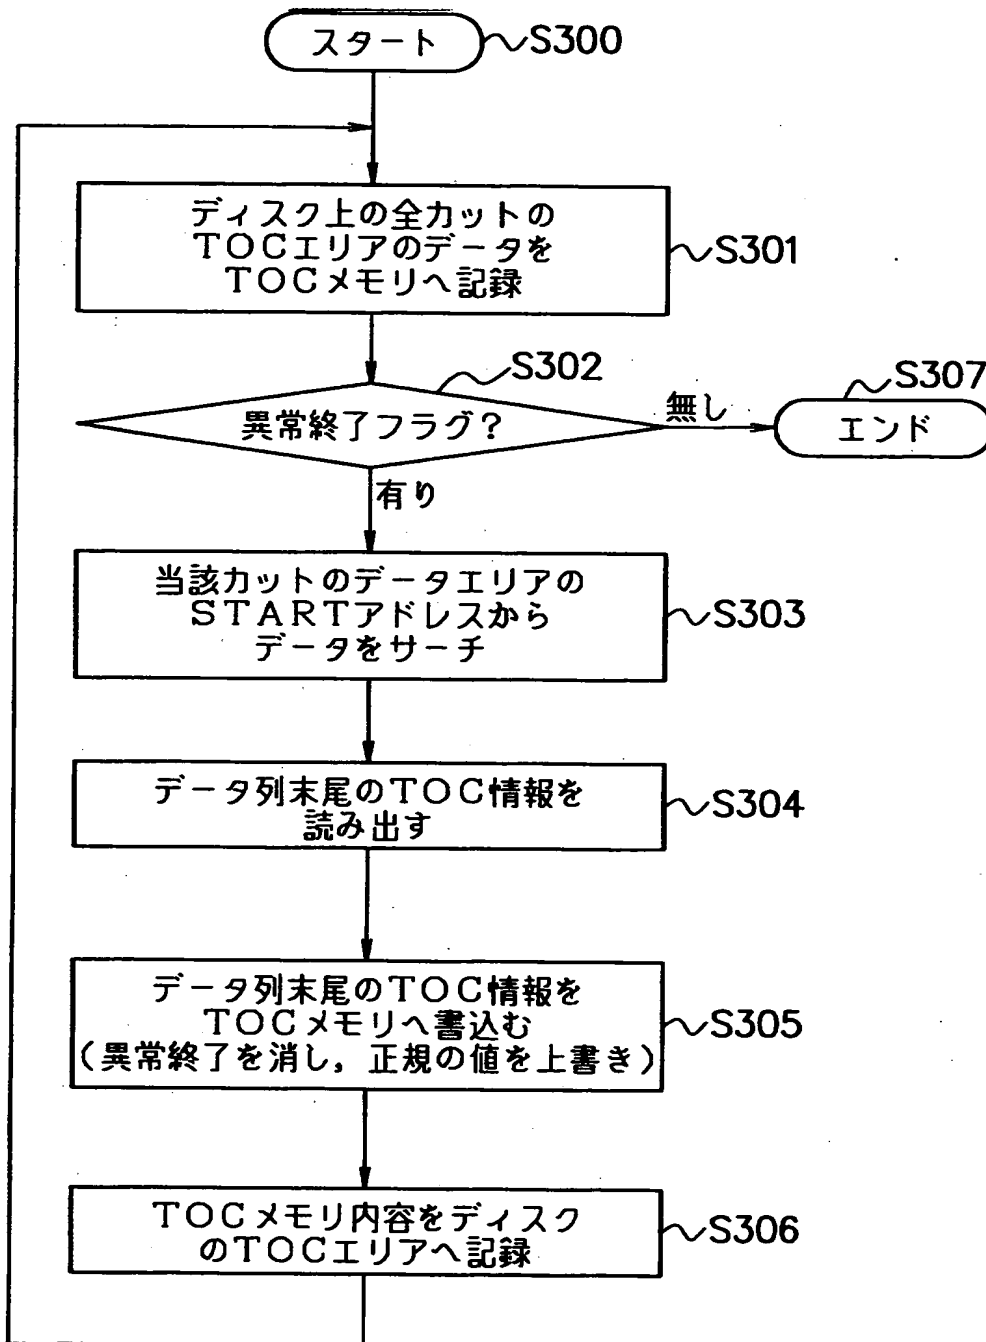 スタート S300
ディスク上の全カットの
TOCエリアのデータを
TOCメモリへ記録
S301
異常終了フラグ?
S302
無し
エンド
S307
有り
当該カットのデータエリアの
STARTアドレスから
データをサーチ
S303
データ列末尾のTOC情報を
読み出す
S304
データ列末尾のTOC情報を
TOCメモリへ書込む
(異常終了を消し,正規の値を上書き)
S305
TOCメモリ内容をディスク
のTOCエリアへ記録
S306